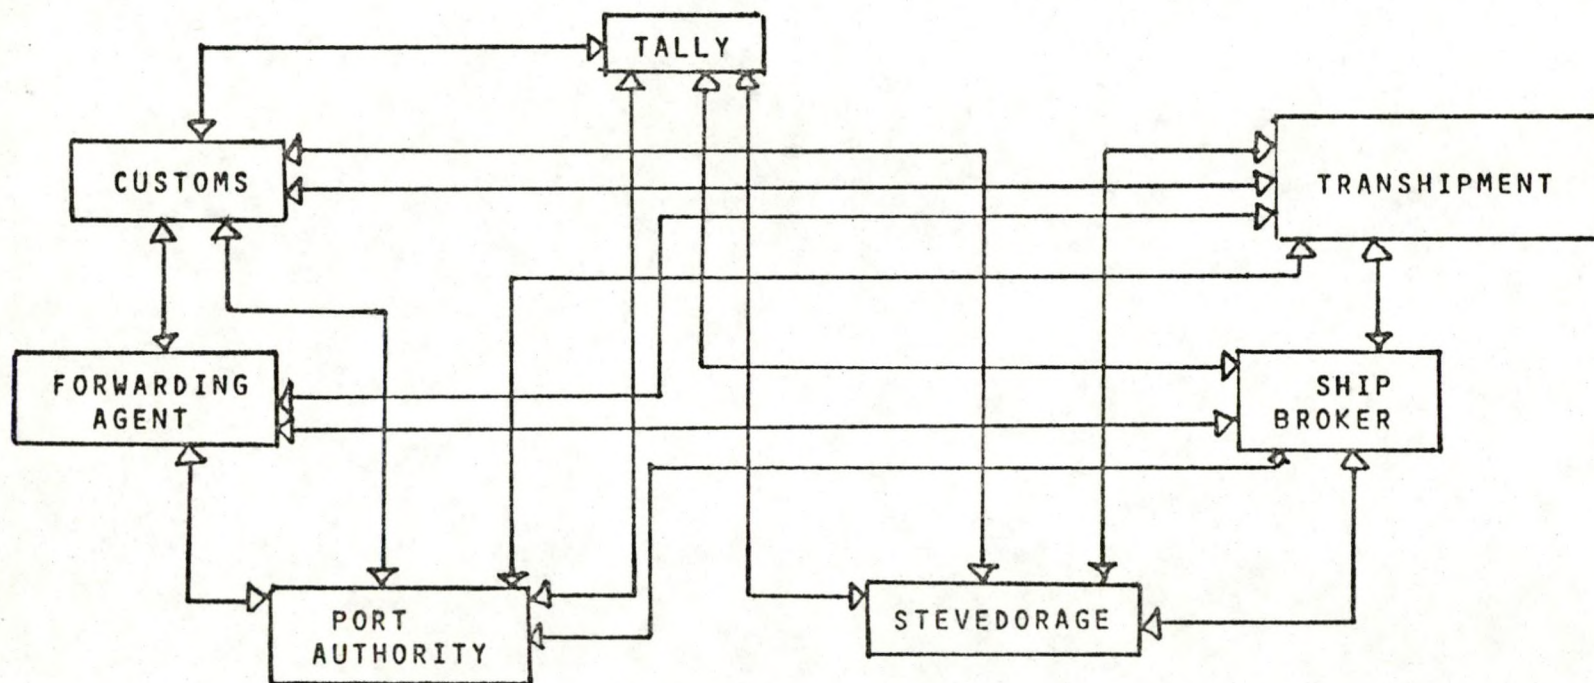 TALLY
CUSTOMS
TRANSHIPMENT
FORWARDING
AGENT
SHIP
BROKER
PORT
AUTHORITY
STEVEDORAGE